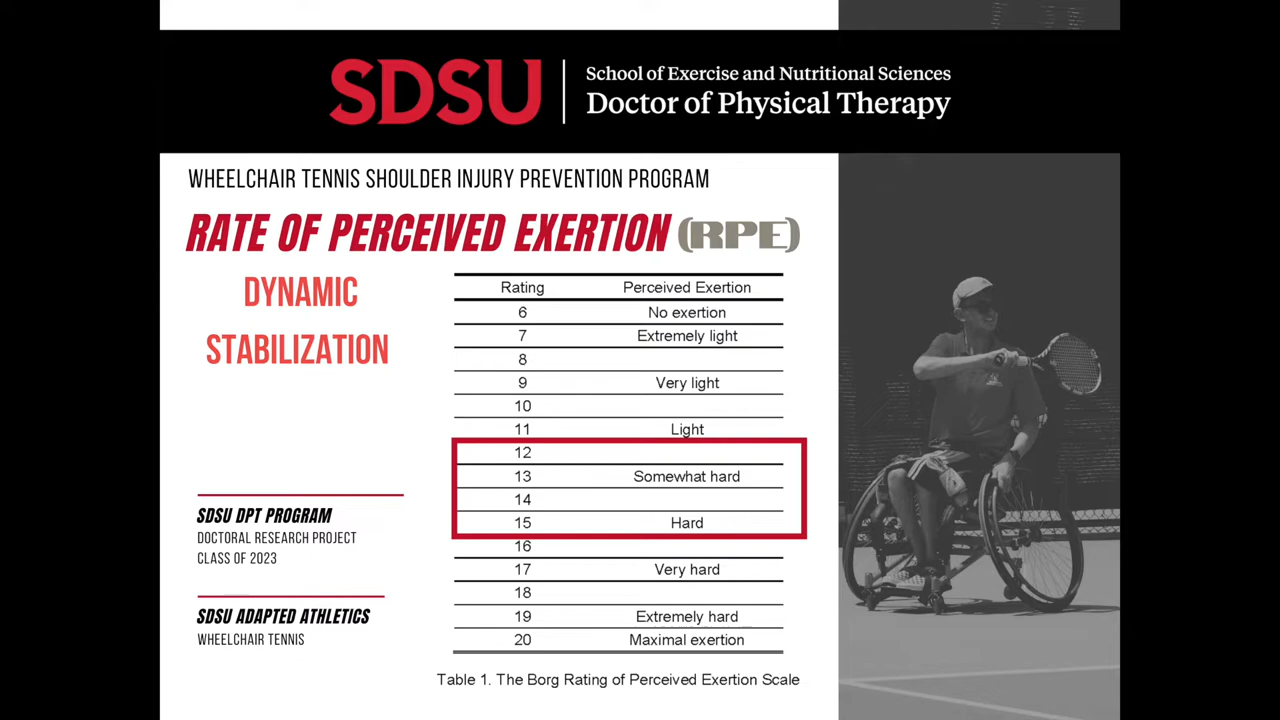 SDSU
School of Exercise and Nutritional Sciences
Doctor of Physical Therapy
WHEELCHAIR TENNIS SHOULDER INJURY PREVENTION PROGRAM
RATE OF PERCEIVED EXERTION (RPE)
DYNAMIC
STABILIZATION
Rating Perceived Exertion
6 No exertion
7 Extremely light
8
9 Very light
10
11 Light
12
13 Somewhat hard
14
15 Hard
16
17 Very hard
18
19 Extremely hard
20 Maximal exertion
Table 1. The Borg Rating of Perceived Exertion Scale
SDSU DPT PROGRAM
DOCTORAL RESEARCH PROJECT
CLASS OF 2023
SDSU ADAPTED ATHLETICS
WHEELCHAIR TENNIS